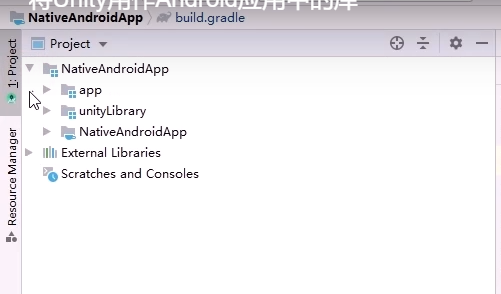 将Unity用作Android应用中的库
NativeAndroidApp build.gradle
1: Project
Project
NativeAndroidApp
app
unityLibrary
NativeAndroidApp
External Libraries
Scratches and Consoles
Resource Manager